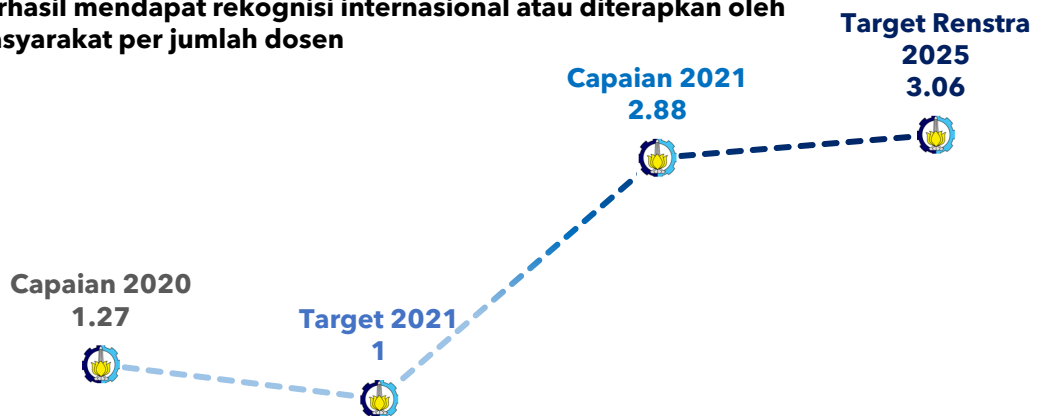 rhasil mendapat rekognisi internasional atau diterapkan oleh
asyarakat per jumlah dosen
Target Renstra
2025
3.06
Capaian 2021
2.88
Capaian 2020
1.27
Target 2021
1